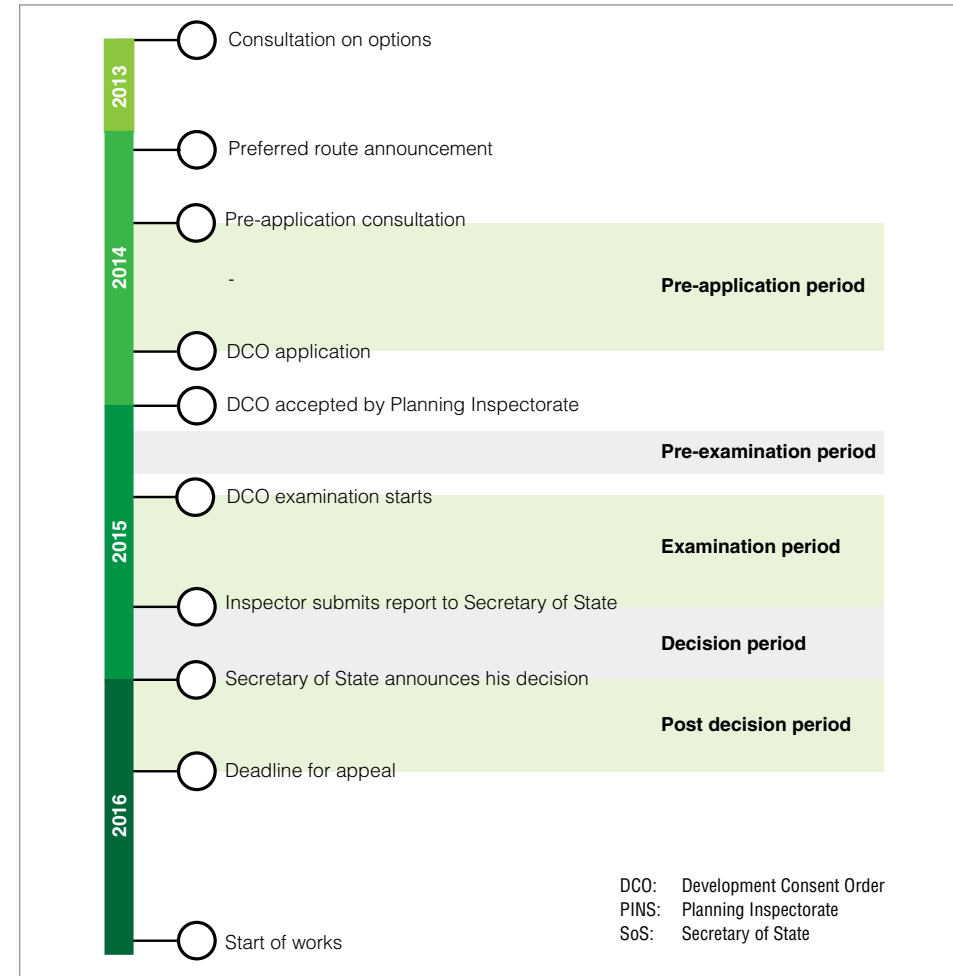 2013
Consultation on options
Preferred route announcement
2014
Pre-application consultation
-
Pre-application period
DCO application
DCO accepted by Planning Inspectorate
Pre-examination period
2015
DCO examination starts
Examination period
Inspector submits report to Secretary of State
Decision period
Secretary of State announces his decision
Post decision period
2016
Deadline for appeal
Start of works
DCO: Development Consent Order
PINS: Planning Inspectorate
SoS: Secretary of State